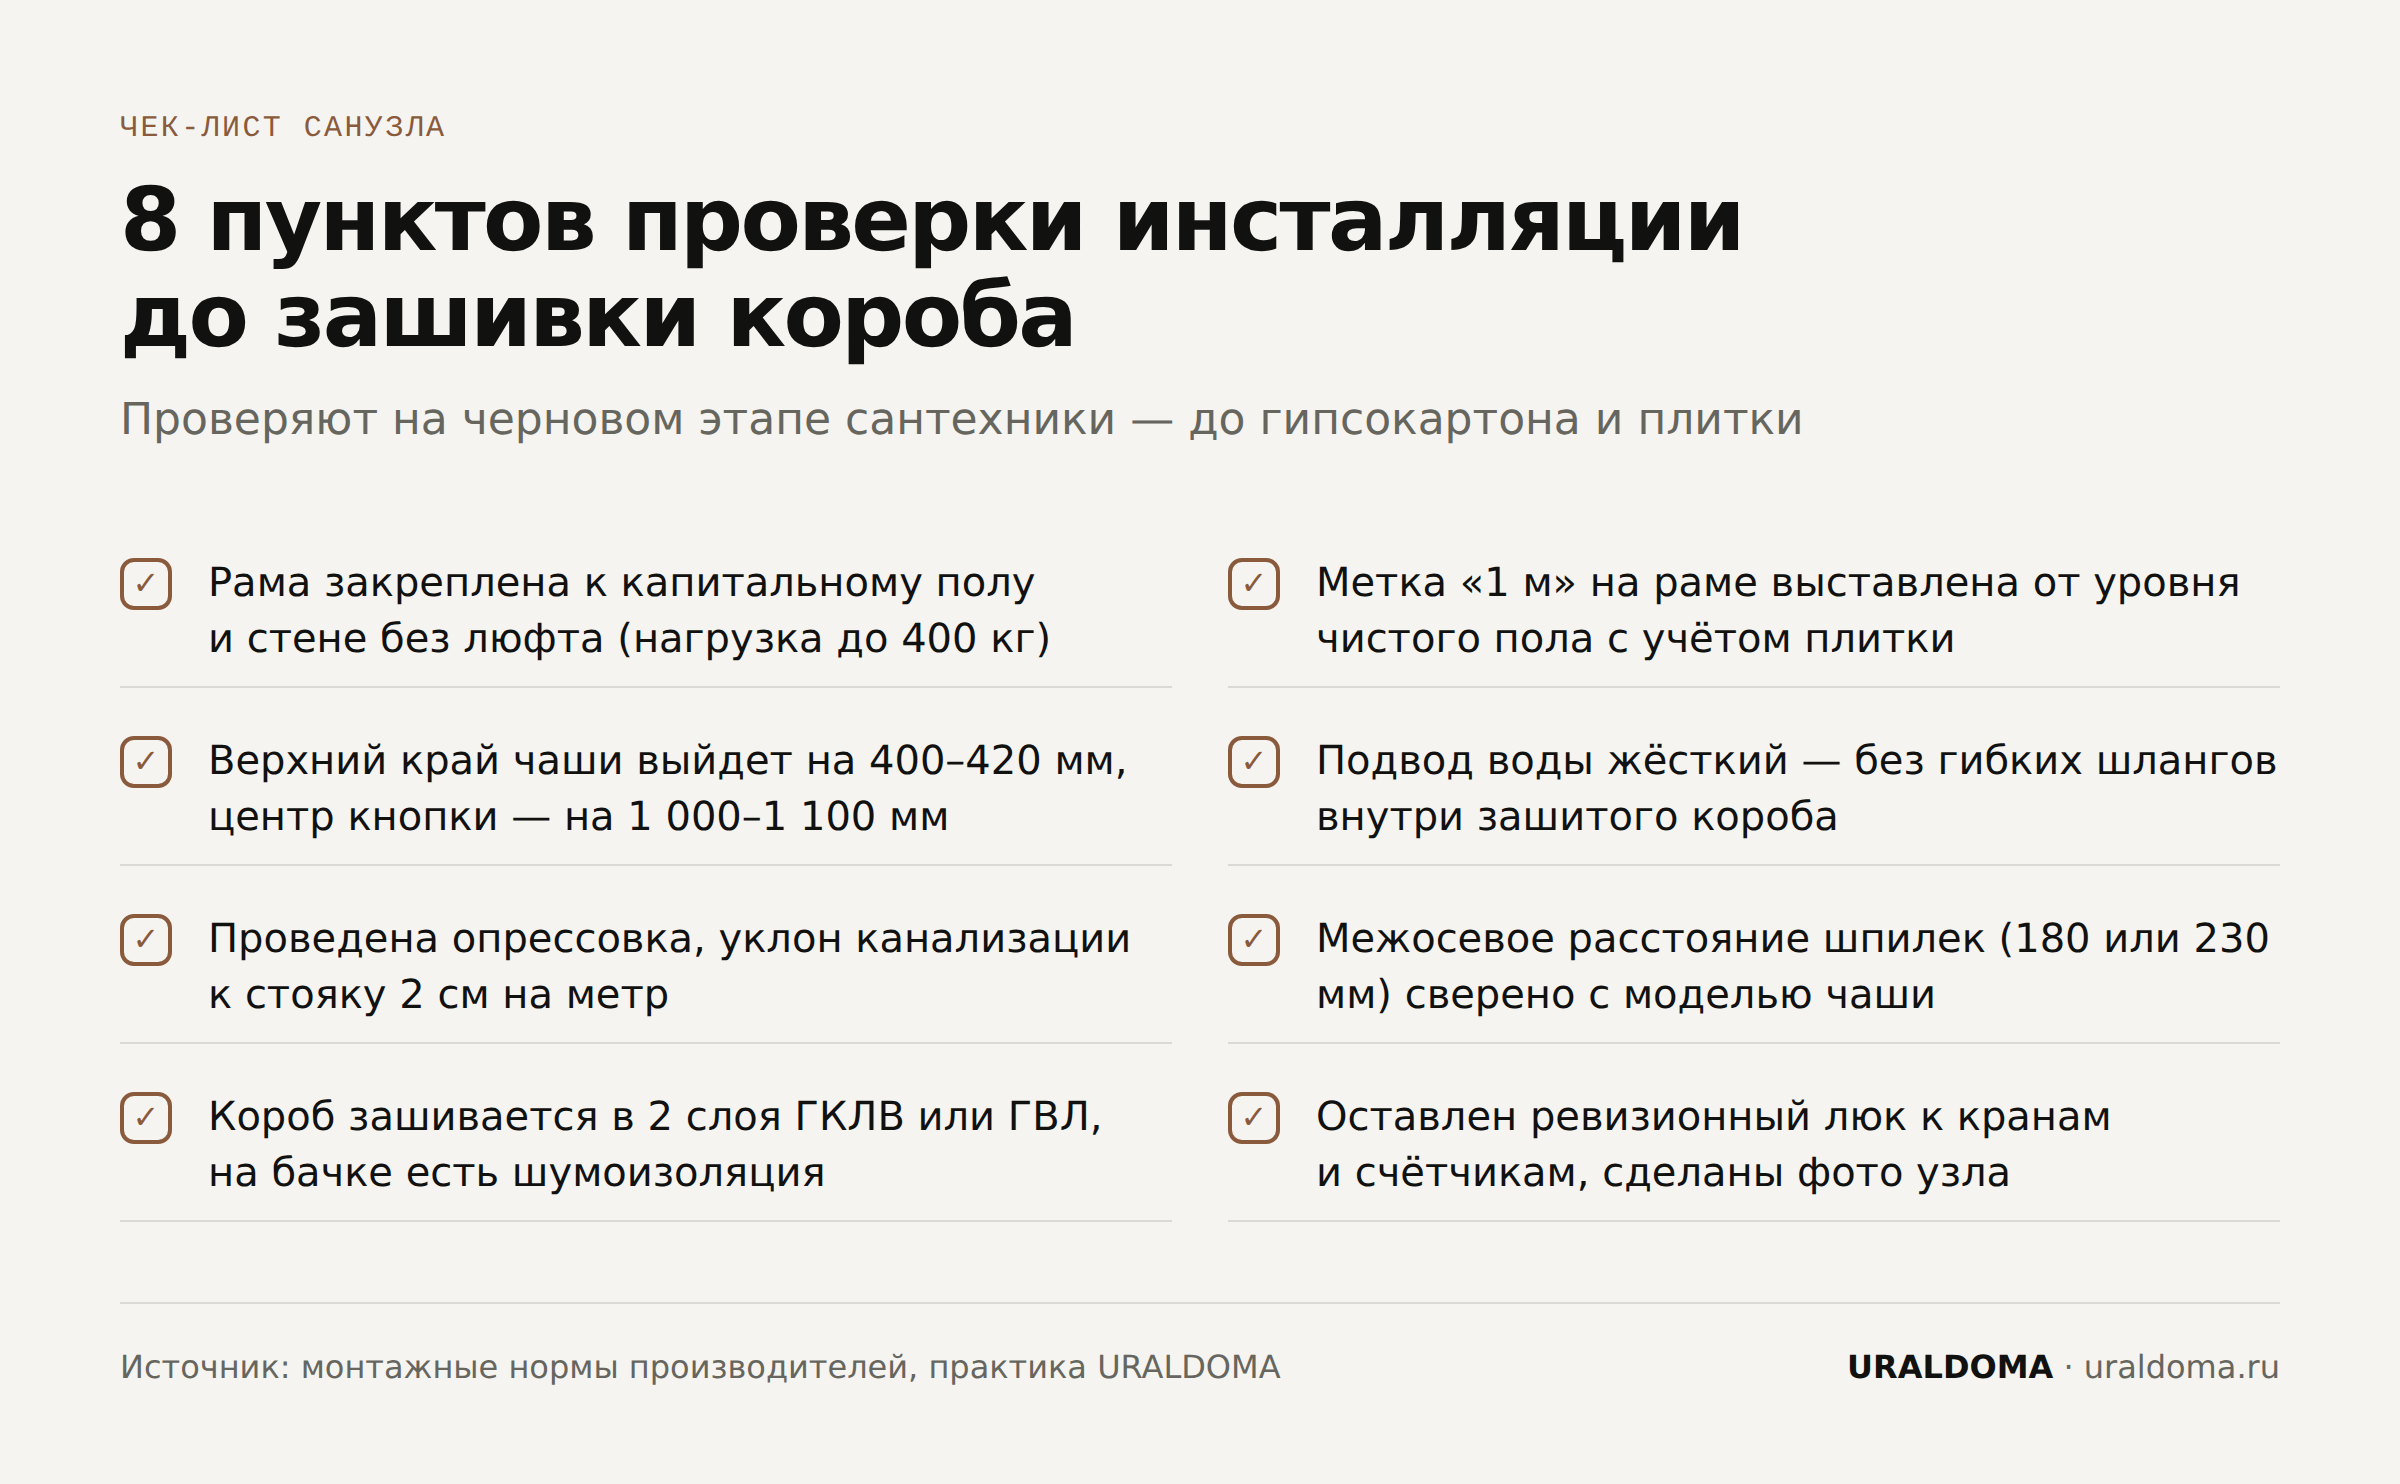 ЧЕК-ЛИСТ САНУЗЛА
8 пунктов проверки инсталляции
до зашивки короба
Проверяют на черновом этапе сантехники — до гипсокартона и плитки
✓ Рама закреплена к капитальному полу
и стене без люфта (нагрузка до 400 кг)
✓ Метка «1 м» на раме выставлена от уровня
чистого пола с учётом плитки
✓ Верхний край чаши выйдет на 400–420 мм,
центр кнопки — на 1 000–1 100 мм
✓ Подвод воды жёсткий — без гибких шлангов
внутри зашитого короба
✓ Проведена опрессовка, уклон канализации
к стояку 2 см на метр
✓ Межосевое расстояние шпилек (180 или 230
мм) сверено с моделью чаши
✓ Короб зашивается в 2 слоя ГКЛВ или ГВЛ,
на бачке есть шумоизоляция
✓ Оставлен ревизионный люк к кранам
и счётчикам, сделаны фото узла
Источник: монтажные нормы производителей, практика URALDOMA
URALDOMA · uraldoma.ru